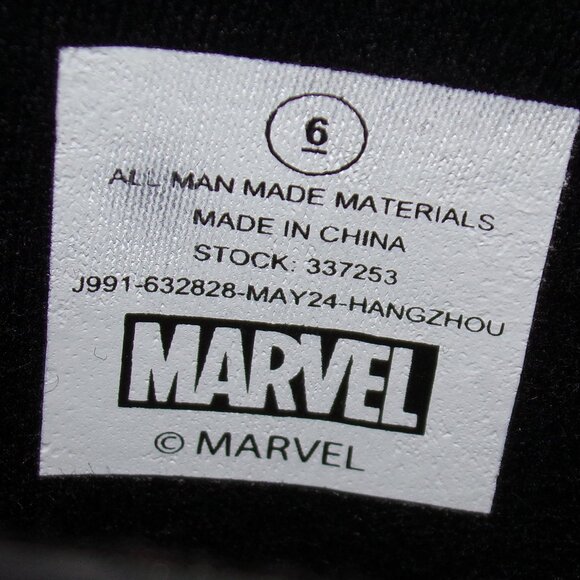 6
ALL MAN MADE MATERIALS
MADE IN CHINA
STOCK: 337253
J991-632828-MAY24-HANGZHOU
MARVEL
© MARVEL